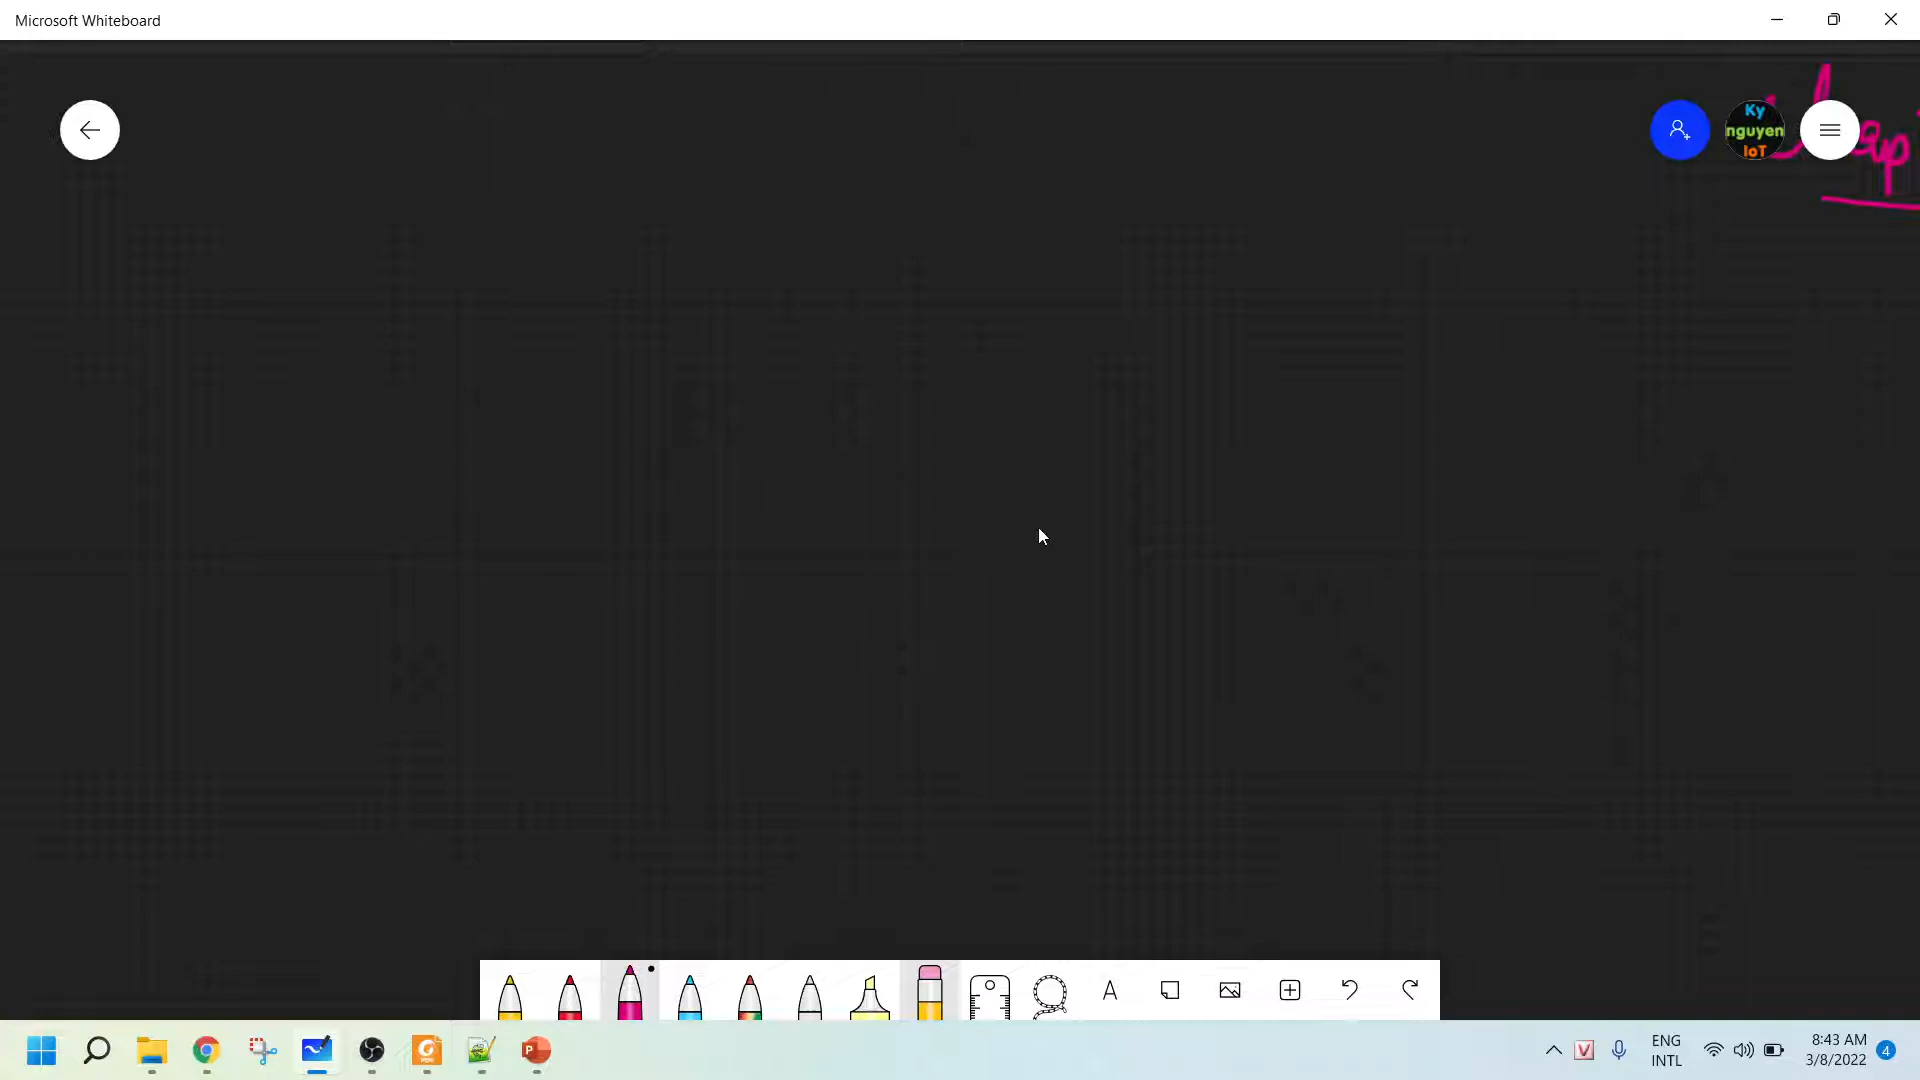 Microsoft Whiteboard
Ky
nguyen
IoT
A
ENG
INTL
8:43 AM
3/8/2022
4